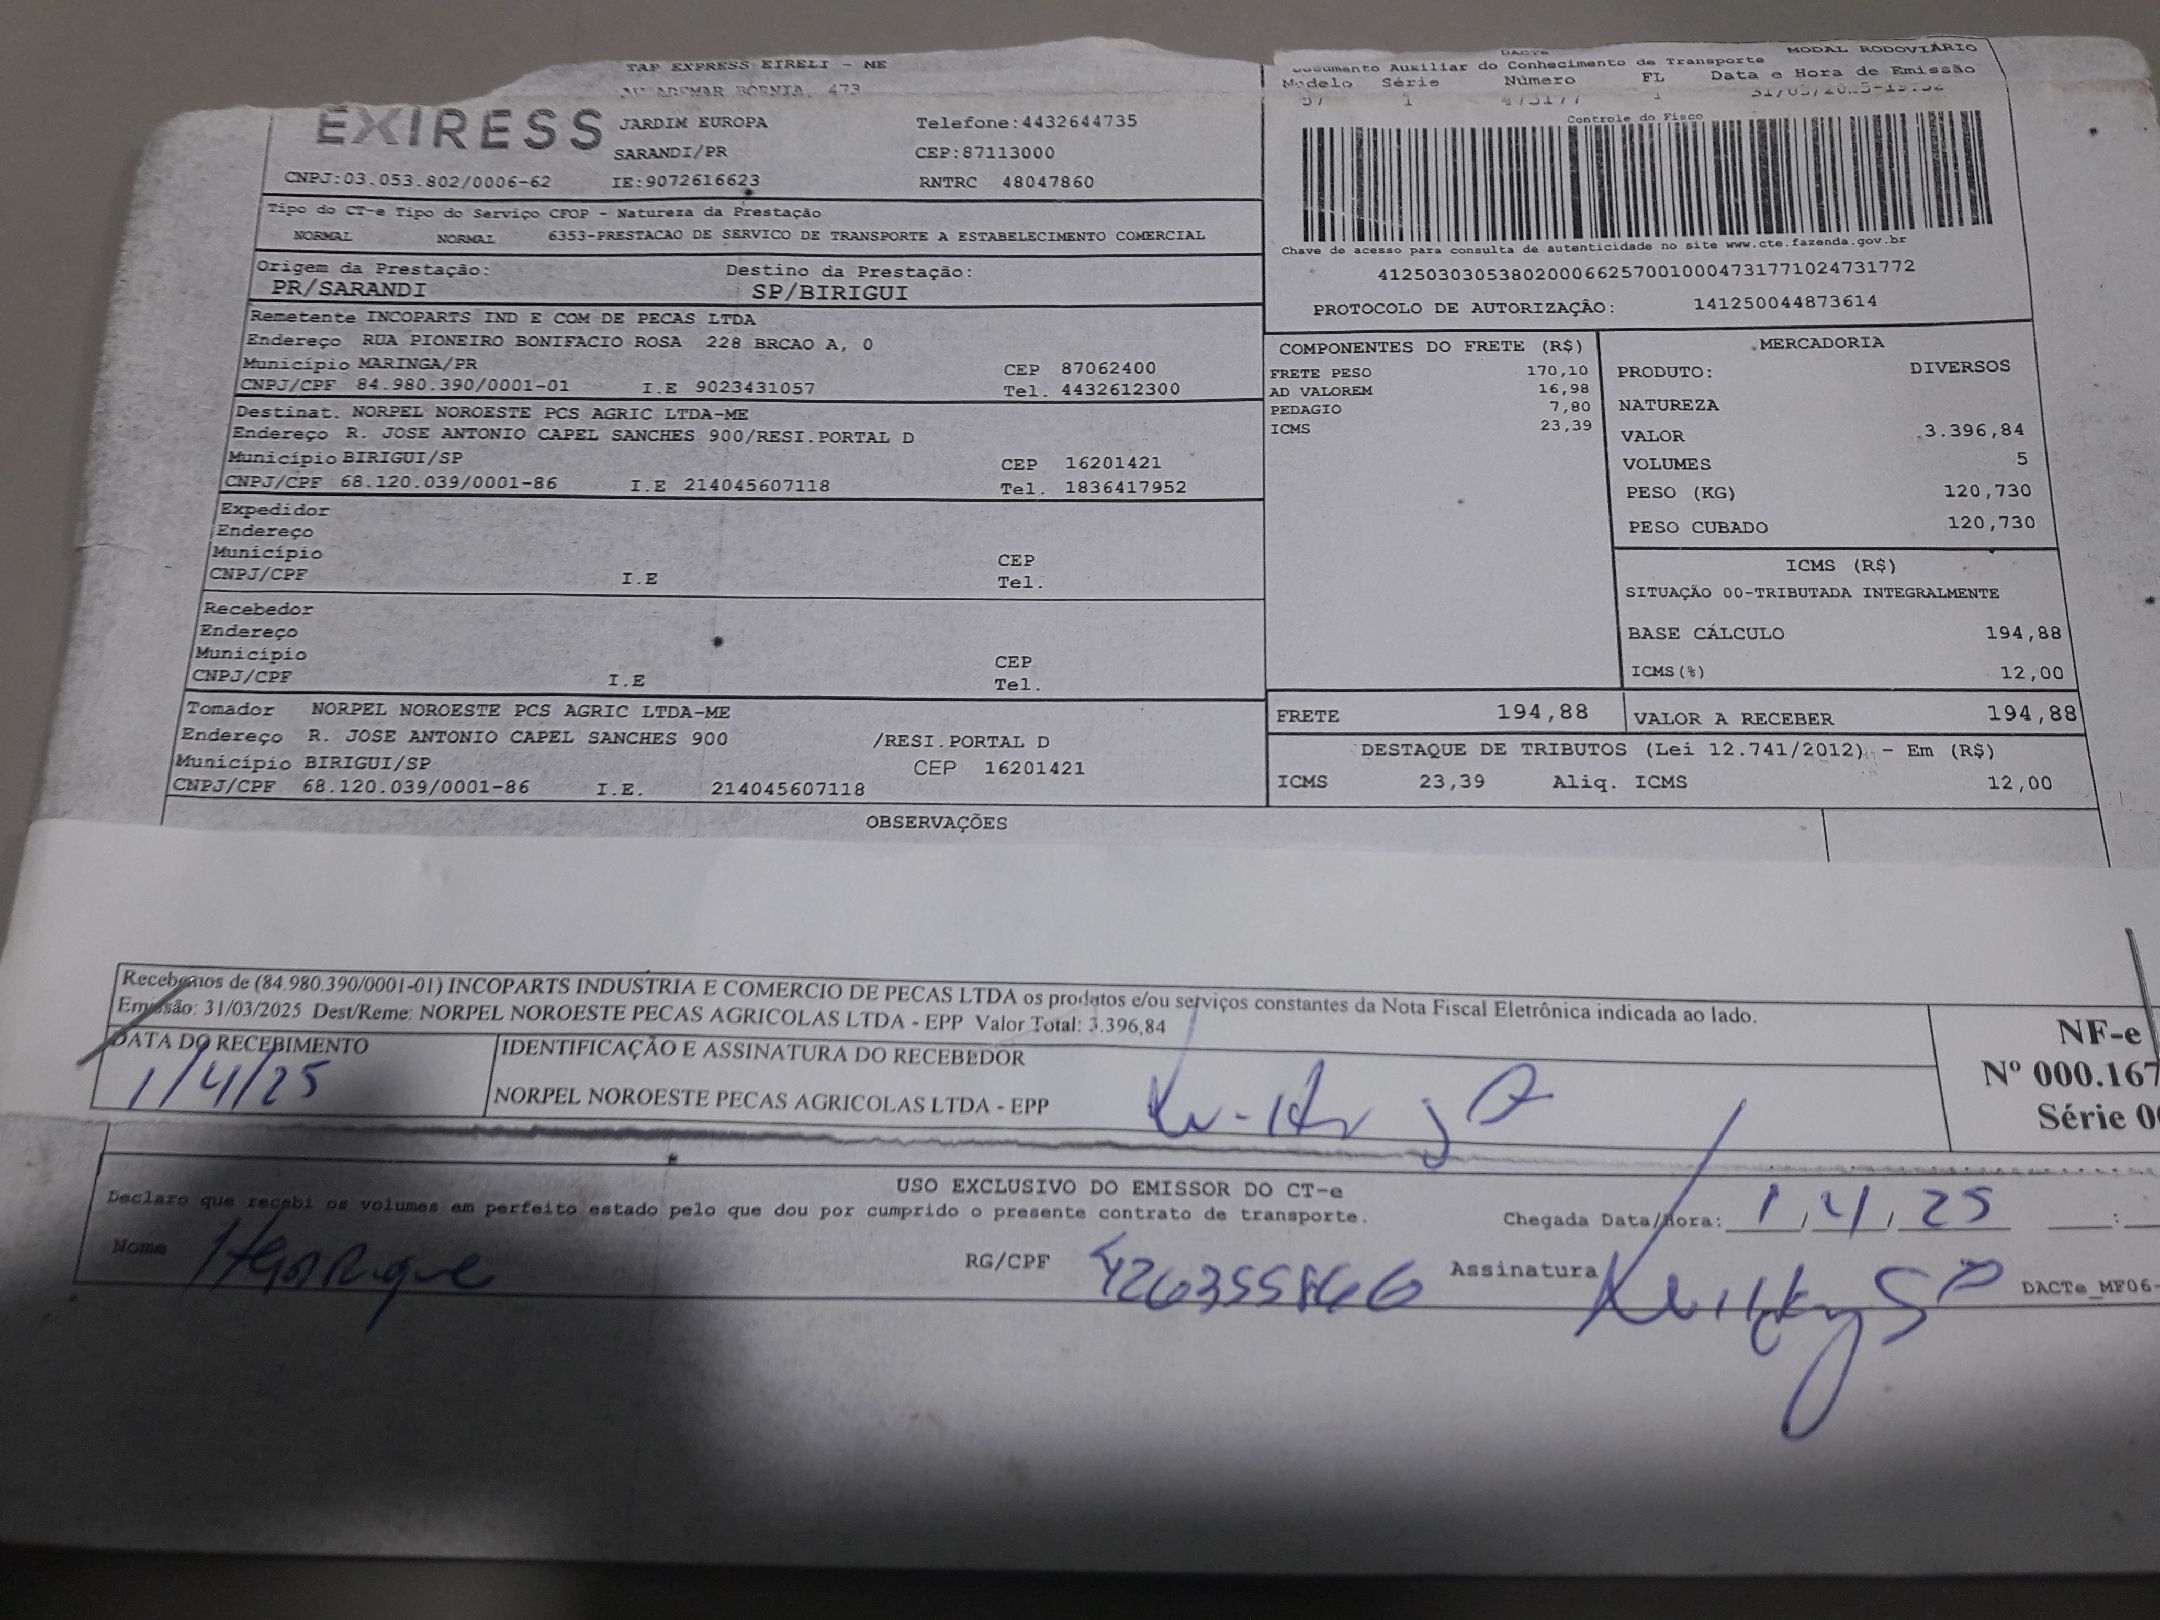 TAP EXPRESS EIRELI - ME
AV ADEMAR BORNIA, 473
JARDIM EUROPA Telefone:4432644735
SARANDI/PR CEP:87113000
CNPJ:03.053.802/0006-62 IE:9072616623 RNTRC 48047860
Tipo do CT-e Tipo do Serviço CFOP - Natureza da Prestação
NORMAL NORMAL 6353-PRESTACAO DE SERVICO DE TRANSPORTE A ESTABELECIMENTO COMERCIAL
Origem da Prestação: Destino da Prestação:
PR/SARANDI SP/BIRIGUI
Remetente INCOPARTS IND E COM DE PECAS LTDA
Endereço RUA PIONEIRO BONIFACIO ROSA 228 BRCAO A, 0
Município MARINGA/PR CEP 87062400
CNPJ/CPF 84.980.390/0001-01 I.E 9023431057 Tel. 4432612300
Destinat. NORPEL NOROESTE PCS AGRIC LTDA-ME
Endereço R. JOSE ANTONIO CAPEL SANCHES 900/RESI.PORTAL D
Município BIRIGUI/SP CEP 16201421
CNPJ/CPF 68.120.039/0001-86 I.E 214045607118 Tel. 1836417952
Expedidor
Endereço
Município CEP
CNPJ/CPF I.E Tel.
Recebedor
Endereço
Município CEP
CNPJ/CPF I.E Tel.
Tomador NORPEL NOROESTE PCS AGRIC LTDA-ME
Endereço R. JOSE ANTONIO CAPEL SANCHES 900 /RESI.PORTAL D
Município BIRIGUI/SP CEP 16201421
CNPJ/CPF 68.120.039/0001-86 I.E. 214045607118
DACTe MODAL RODOVIÁRIO
Documento Auxiliar do Conhecimento de Transporte
Modelo Série Número FL Data e Hora de Emissão
57 1 473177 1
Controle do Fisco
Chave de acesso para consulta de autenticidade no site www.cte.fazenda.gov.br
41250303053802000662570010004731771024731772
PROTOCOLO DE AUTORIZAÇÃO: 141250044873614
COMPONENTES DO FRETE (R$)
FRETE PESO 170,10
AD VALOREM 16,98
PEDAGIO 7,80
ICMS 23,39
MERCADORIA
PRODUTO: DIVERSOS
NATUREZA
VALOR 3.396,84
VOLUMES 5
PESO (KG) 120,730
PESO CUBADO 120,730
ICMS (R$)
SITUAÇÃO 00-TRIBUTADA INTEGRALMENTE
BASE CÁLCULO 194,88
ICMS(%) 12,00
FRETE 194,88 VALOR A RECEBER 194,88
DESTAQUE DE TRIBUTOS (Lei 12.741/2012) - Em (R$)
ICMS 23,39 Aliq. ICMS 12,00
OBSERVAÇÕES
Recebemos de (84.980.390/0001-01) INCOPARTS INDUSTRIA E COMERCIO DE PECAS LTDA os produtos e/ou serviços constantes da Nota Fiscal Eletrônica indicada ao lado.
Emissão: 31/03/2025 Dest/Reme: NORPEL NOROESTE PECAS AGRICOLAS LTDA - EPP Valor Total: 3.396,84
DATA DO RECEBIMENTO IDENTIFICAÇÃO E ASSINATURA DO RECEBEDOR
1/4/25 NORPEL NOROESTE PECAS AGRICOLAS LTDA - EPP
NF-e
Nº 000.167
Série 00
USO EXCLUSIVO DO EMISSOR DO CT-e
Declaro que recebi os volumes em perfeito estado pelo que dou por cumprido o presente contrato de transporte.
Chegada Data/Hora: 1/4/25 :
Nome Henrique RG/CPF Assinatura DACTe_MF06-